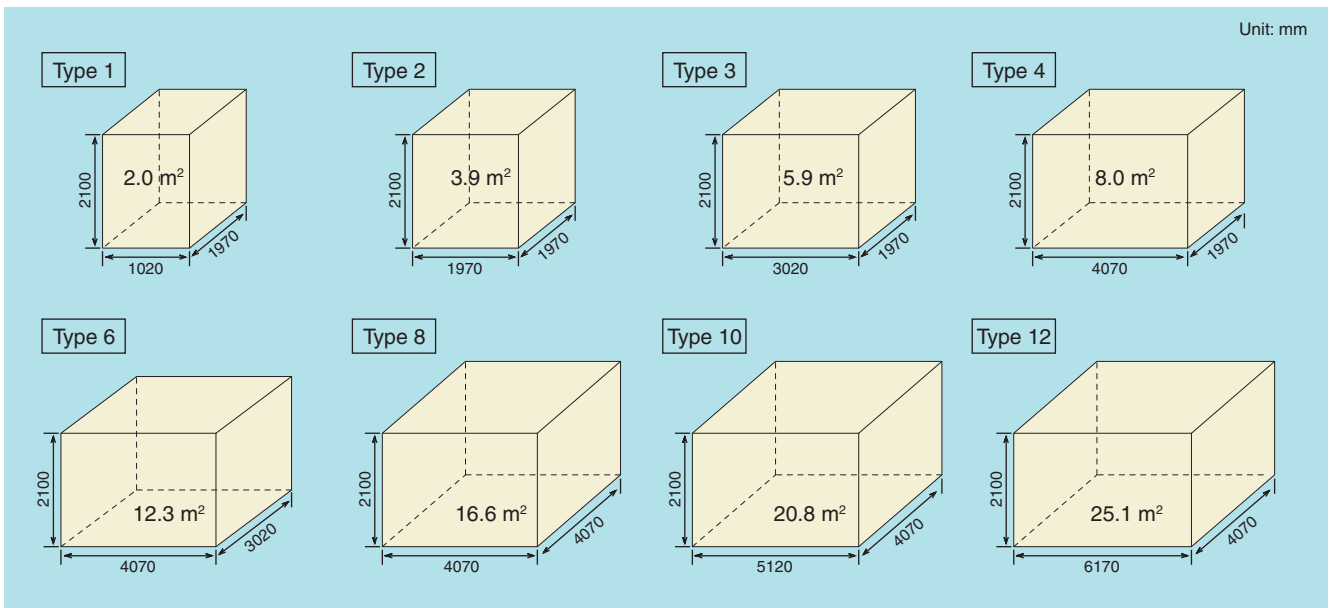 Unit: mm
Type 1
Type 2
Type 3
Type 4
2100
2.0 m²
1020
1970
2100
3.9 m²
1970
1970
2100
5.9 m²
3020
1970
2100
8.0 m²
4070
1970
Type 6
Type 8
Type 10
Type 12
2100
12.3 m²
4070
3020
2100
16.6 m²
4070
4070
2100
20.8 m²
5120
4070
2100
25.1 m²
6170
4070